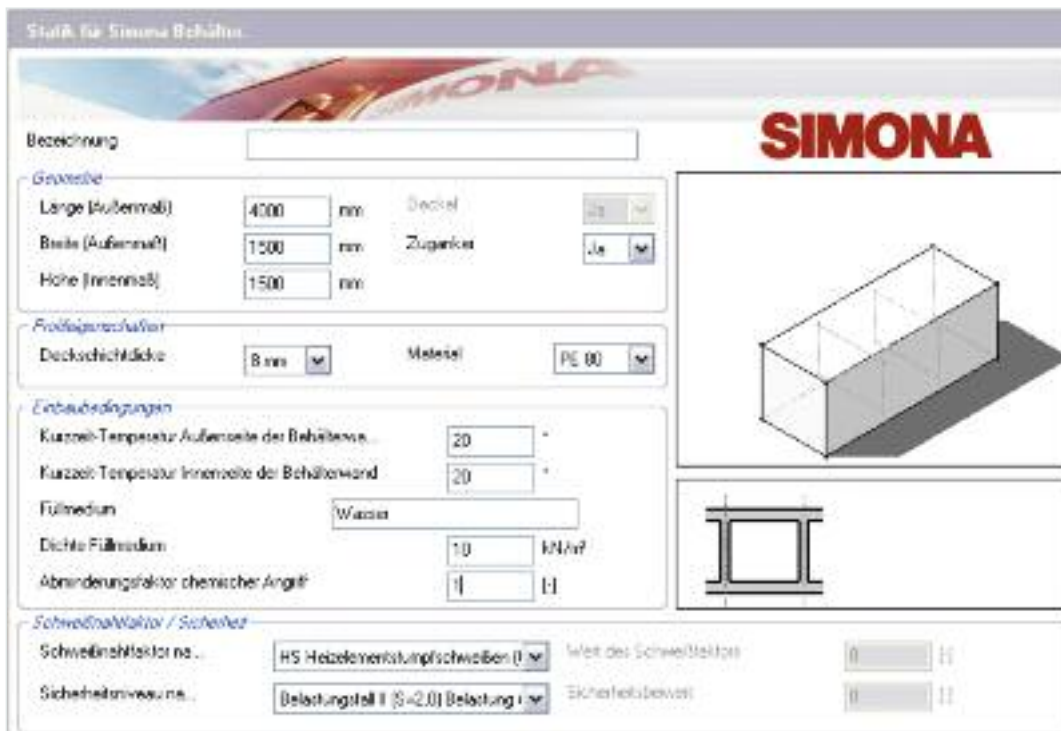 Statik für Simona Behälter...
SIMONA
SIMONA
Bezeichnung
Geometrie
Länge (Außenmaß) 4000 mm Deckel Ja
Breite (Außenmaß) 1500 mm Zuganker Ja
Höhe (Innenmaß) 1500 mm
Profileigenschaften
Deckschichtdicke 8 mm Material PE 80
Einbaubedingungen
Kurzzeit-Temperatur Außenseite der Behälterwa... 20 °
Kurzzeit-Temperatur Innenseite der Behälterwand 20 °
Füllmedium Wasser
Dichte Füllmedium 10 kN/m³
Abminderungsfaktor chemischer Angriff 1 [-]
Schweißnahtfaktor / Sicherheit
Schweißnahtfaktor na... HS Heizelementstumpfschweißen ( Wert des Schweißfaktors 0 [-]
Sicherheitsniveau na... Belastungsfall II (S=2.0) Belastung Sicherheitsbeiwert 0 [-]